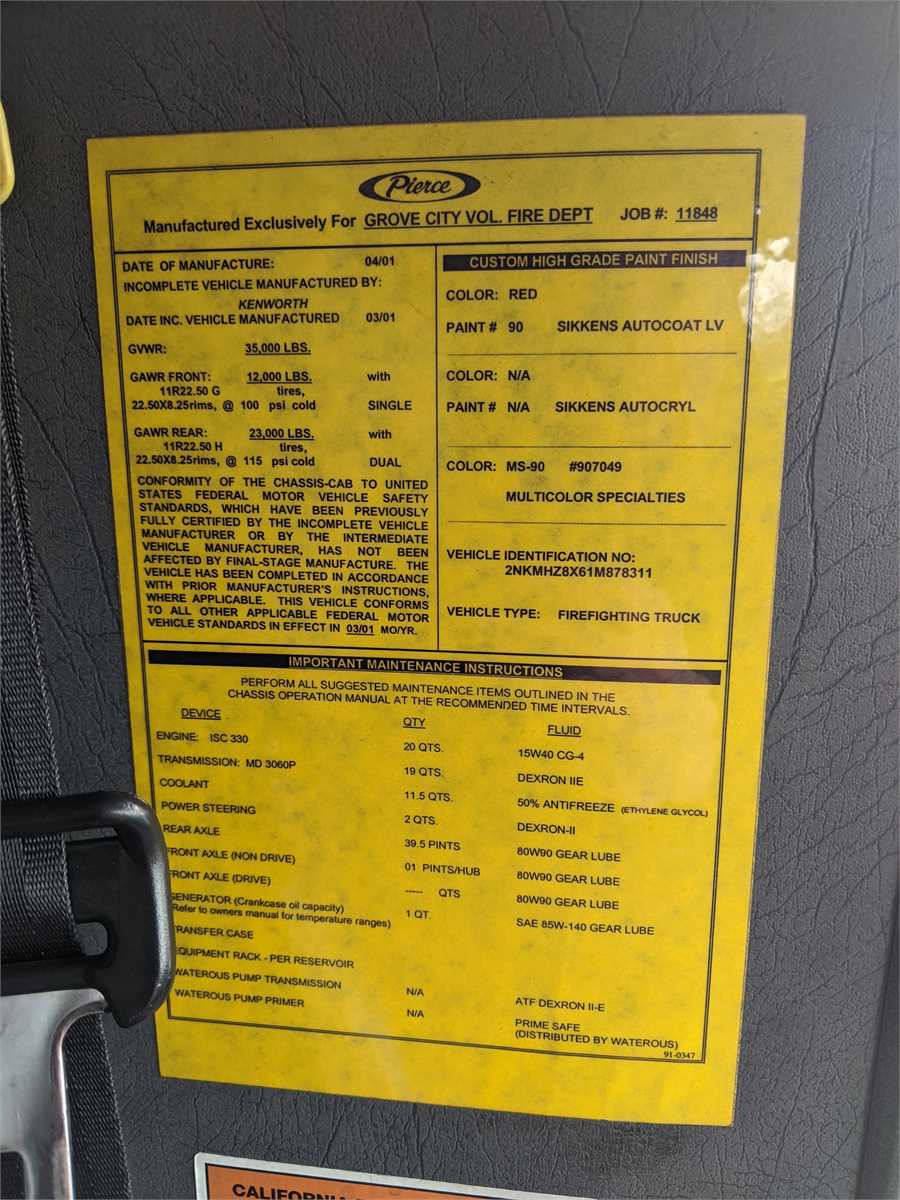 Pierce
Manufactured Exclusively For GROVE CITY VOL. FIRE DEPT JOB #: 11848
DATE OF MANUFACTURE: 04/01
INCOMPLETE VEHICLE MANUFACTURED BY:
KENWORTH
DATE INC. VEHICLE MANUFACTURED 03/01
GVWR: 35,000 LBS.
GAWR FRONT: 12,000 LBS. with
11R22.50 G tires,
22.50X8.25rims, @ 100 psi cold SINGLE
GAWR REAR: 23,000 LBS. with
11R22.50 H tires,
22.50X8.25rims, @ 115 psi cold DUAL
CONFORMITY OF THE CHASSIS-CAB TO UNITED
STATES FEDERAL MOTOR VEHICLE SAFETY
STANDARDS, WHICH HAVE BEEN PREVIOUSLY
FULLY CERTIFIED BY THE INCOMPLETE VEHICLE
MANUFACTURER OR BY THE INTERMEDIATE
VEHICLE MANUFACTURER, HAS NOT BEEN
AFFECTED BY FINAL-STAGE MANUFACTURE. THE
VEHICLE HAS BEEN COMPLETED IN ACCORDANCE
WITH PRIOR MANUFACTURER'S INSTRUCTIONS,
WHERE APPLICABLE. THIS VEHICLE CONFORMS
TO ALL OTHER APPLICABLE FEDERAL MOTOR
VEHICLE STANDARDS IN EFFECT IN 03/01 MO/YR.
CUSTOM HIGH GRADE PAINT FINISH
COLOR: RED
PAINT # 90 SIKKENS AUTOCOAT LV
COLOR: N/A
PAINT # N/A SIKKENS AUTOCRYL
COLOR: MS-90 #907049
MULTICOLOR SPECIALTIES
VEHICLE IDENTIFICATION NO:
2NKMHZ8X61M878311
VEHICLE TYPE: FIREFIGHTING TRUCK
IMPORTANT MAINTENANCE INSTRUCTIONS
PERFORM ALL SUGGESTED MAINTENANCE ITEMS OUTLINED IN THE
CHASSIS OPERATION MANUAL AT THE RECOMMENDED TIME INTERVALS.
DEVICE QTY FLUID
ENGINE: ISC 330 20 QTS. 15W40 CG-4
TRANSMISSION: MD 3060P 19 QTS. DEXRON IIE
COOLANT 11.5 QTS. 50% ANTIFREEZE (ETHYLENE GLYCOL)
POWER STEERING 2 QTS. DEXRON-II
REAR AXLE 39.5 PINTS 80W90 GEAR LUBE
FRONT AXLE (NON DRIVE) 01 PINTS/HUB 80W90 GEAR LUBE
FRONT AXLE (DRIVE) ----- QTS 80W90 GEAR LUBE
GENERATOR (Crankcase oil capacity) 1 QT. SAE 85W-140 GEAR LUBE
Refer to owners manual for temperature ranges)
TRANSFER CASE
EQUIPMENT RACK - PER RESERVOIR
WATEROUS PUMP TRANSMISSION N/A ATF DEXRON II-E
WATEROUS PUMP PRIMER N/A PRIME SAFE
(DISTRIBUTED BY WATEROUS)
91-0347
CALIFORNIA